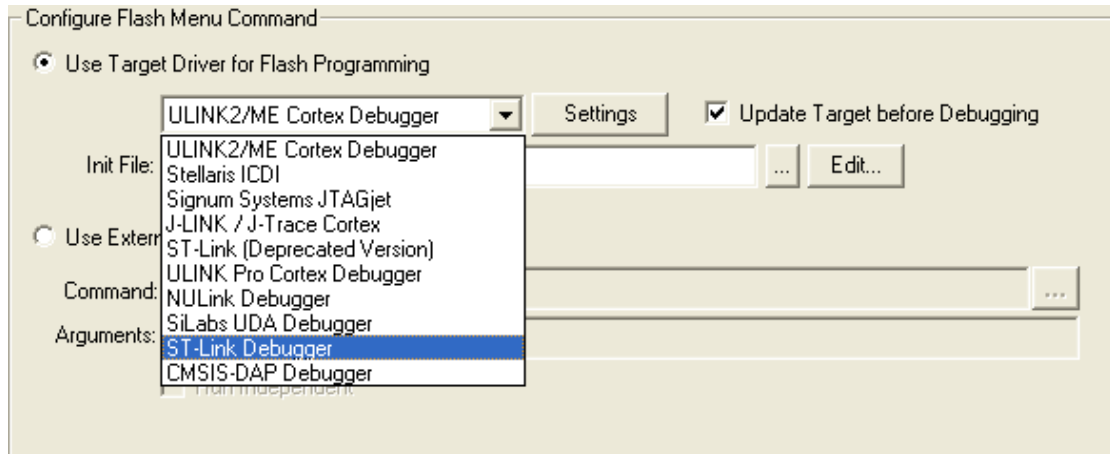 Configure Flash Menu Command
Use Target Driver for Flash Programming
ULINK2/ME Cortex Debugger Settings Update Target before Debugging
ULINK2/ME Cortex Debugger
Init File: Stellaris ICDI ... Edit...
Signum Systems JTAGjet
J-LINK / J-Trace Cortex
Use Extern
ST-Link (Deprecated Version)
ULINK Pro Cortex Debugger
Command: NULink Debugger ...
SiLabs UDA Debugger
Arguments:
ST-Link Debugger
CMSIS-DAP Debugger
Run Independent